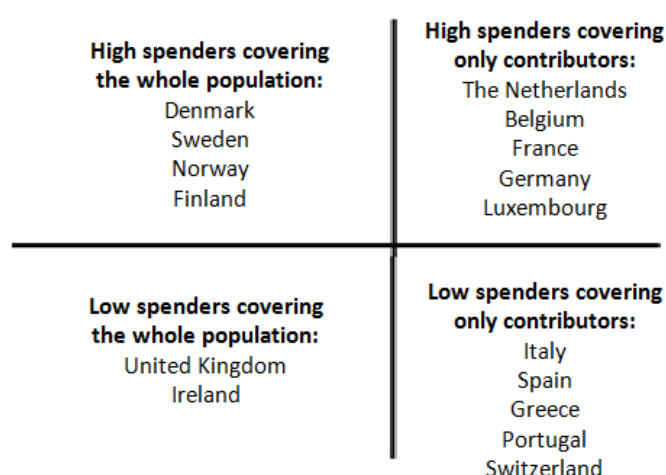 High spenders covering
the whole population:
Denmark
Sweden
Norway
Finland
High spenders covering
only contributors:
The Netherlands
Belgium
France
Germany
Luxembourg
Low spenders covering
the whole population:
United Kingdom
Ireland
Low spenders covering
only contributors:
Italy
Spain
Greece
Portugal
Switzerland